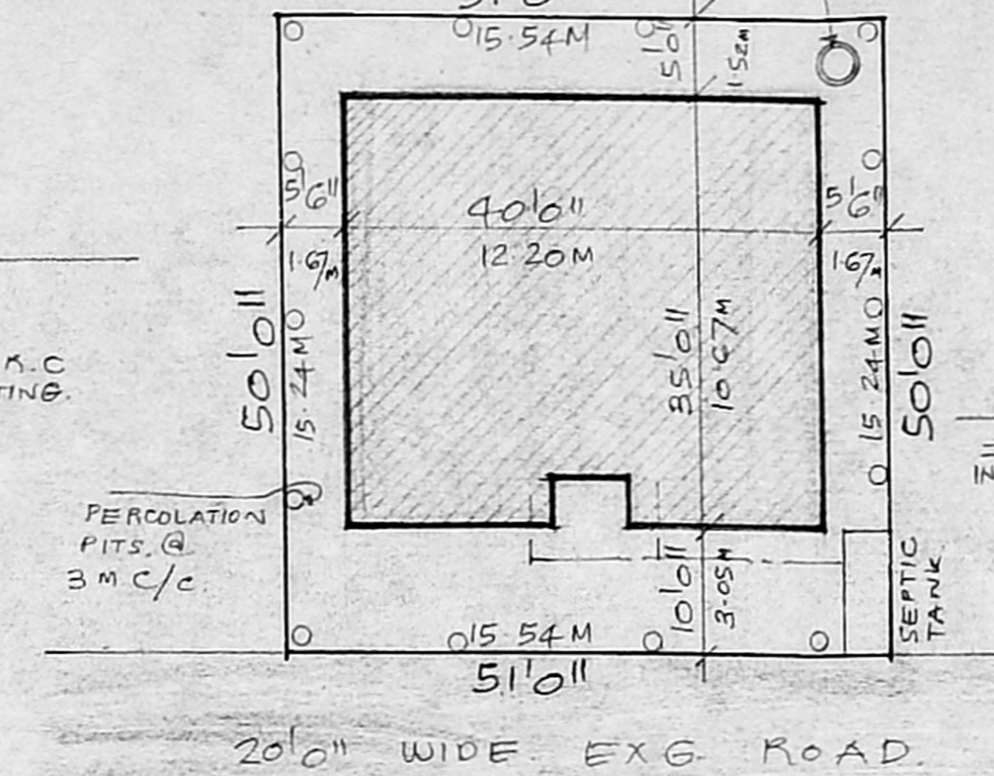 15.54M
5'0"
1.52M
5'6"
1.67M
40'0"
12.20M
5'6"
1.67M
50'0"
15.24M
35'0"
10.67M
15 24M
50'0"
R.C
TING.
PERCOLATION
PITS. @
3 M C/C
10'0"
3.05M
SEPTIC
TANK
15.54M
51'0"
20'0" WIDE. EXG. ROAD.